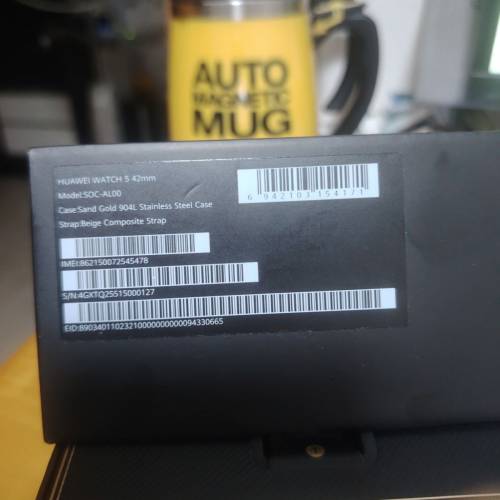 AUTO
MAGNETIC
MUG
HUAWEI WATCH 5 42mm
Model:SOC-AL00
Case:Sand Gold 904L Stainless Steel Case
Strap:Beige Composite Strap
6 942103 154171
IMEI:862150072545478
S/N:4GXTQ25515000127
EID:89034011023210000000000094330665